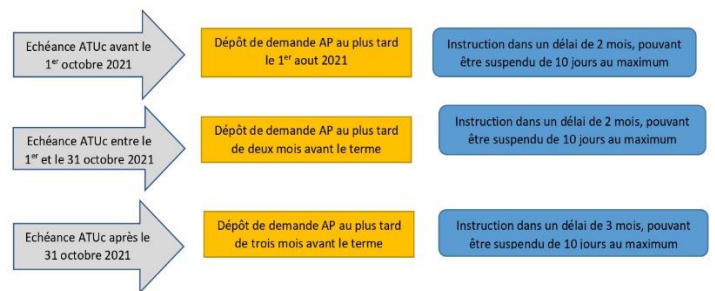 Echéance ATUc avant le
1er octobre 2021
Dépôt de demande AP au plus tard
le 1er aout 2021
Instruction dans un délai de 2 mois, pouvant
être suspendu de 10 jours au maximum
Echéance ATUc entre le
1er et le 31 octobre 2021
Dépôt de demande AP au plus tard
de deux mois avant le terme
Instruction dans un délai de 2 mois, pouvant
être suspendu de 10 jours au maximum
Echéance ATUc après le
31 octobre 2021
Dépôt de demande AP au plus tard
de trois mois avant le terme
Instruction dans un délai de 3 mois, pouvant
être suspendu de 10 jours au maximum